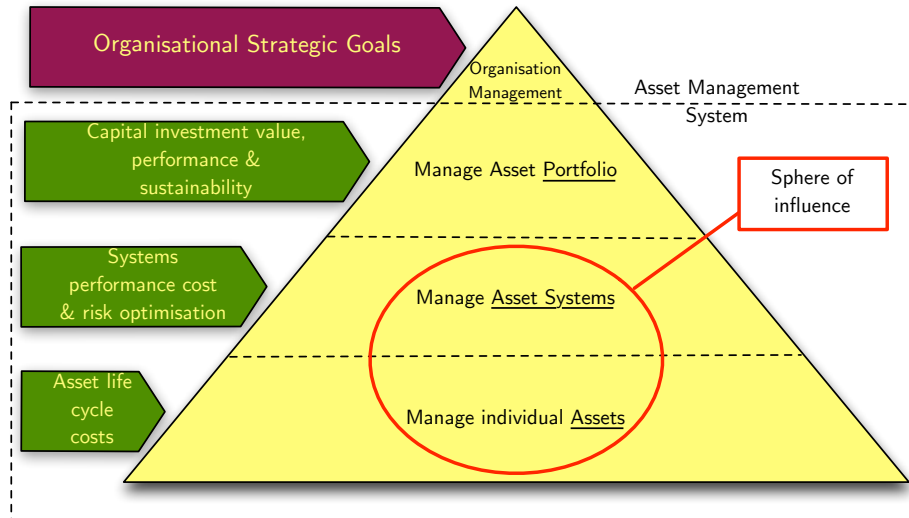 Organisational Strategic Goals
Organisation
Management
Asset Management
System
Capital investment value,
performance &
sustainability
Manage Asset Portfolio
Sphere of
influence
Systems
performance cost
& risk optimisation
Manage Asset Systems
Asset life
cycle
costs
Manage individual Assets